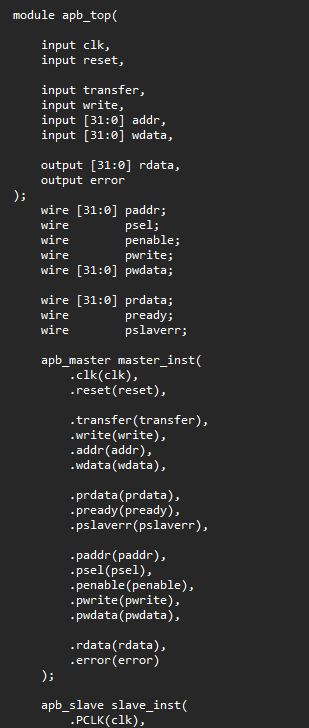 module apb_top(
input clk,
input reset,
input transfer,
input write,
input [31:0] addr,
input [31:0] wdata,
output [31:0] rdata,
output error
);
wire [31:0] paddr;
wire psel;
wire penable;
wire pwrite;
wire [31:0] pwdata;
wire [31:0] prdata;
wire pready;
wire pslaverr;
apb_master master_inst(
.clk(clk),
.reset(reset),
.transfer(transfer),
.write(write),
.addr(addr),
.wdata(wdata),
.prdata(prdata),
.pready(pready),
.pslaverr(pslaverr),
.paddr(paddr),
.psel(psel),
.penable(penable),
.pwrite(pwrite),
.pwdata(pwdata),
.rdata(rdata),
.error(error)
);
apb_slave slave_inst(
.PCLK(clk),